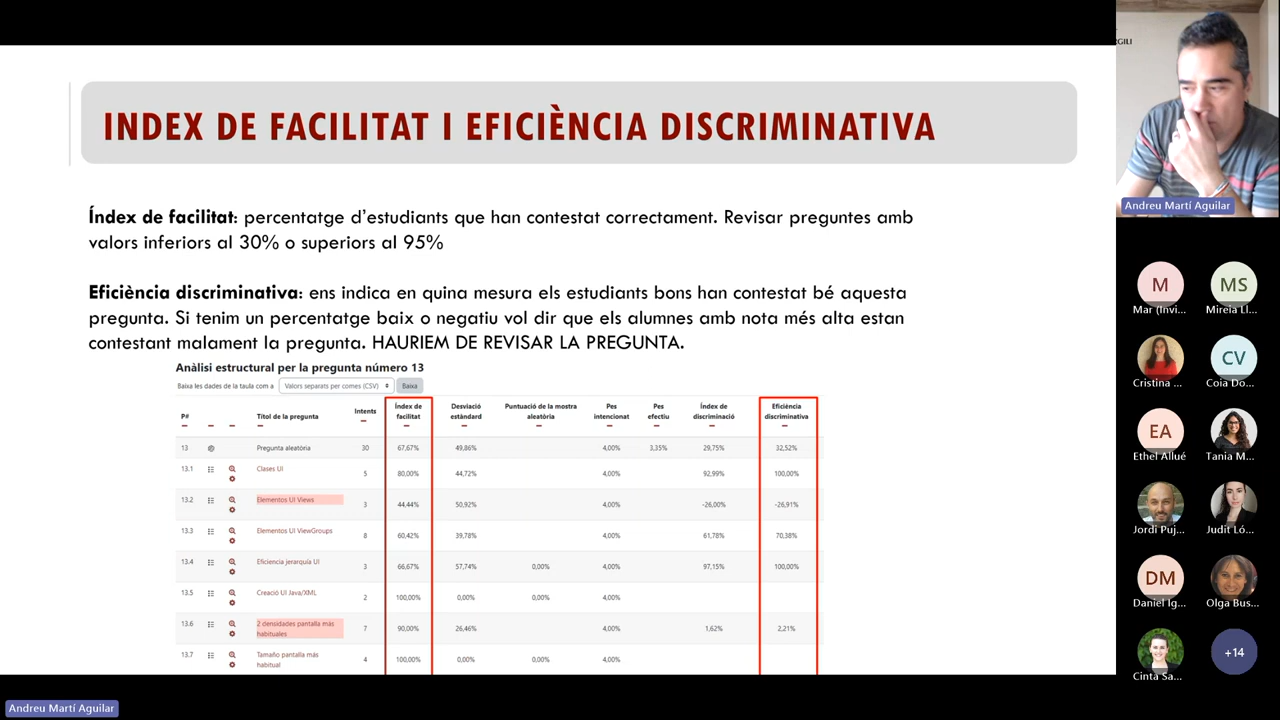 INDEX DE FACILITAT I EFICIÈNCIA DISCRIMINATIVA
Índex de facilitat: percentatge d'estudiants que han contestat correctament. Revisar preguntes amb
valors inferiors al 30% o superiors al 95%
Eficiència discriminativa: ens indica en quina mesura els estudiants bons han contestat bé aquesta
pregunta. Si tenim un percentatge baix o negatiu vol dir que els alumnes amb nota més alta estan
contestant malament la pregunta. HAURIEM DE REVISAR LA PREGUNTA.
Anàlisi estructural per la pregunta número 13
Baixa les dades de la taula com a Valors separats per comes (CSV) Baixa
P# Títol de la pregunta Intents Índex de facilitat Desviació estàndard Puntuació de la mostra aleatòria Pes intencionat Pes efectiu Índex de discriminació Eficiència discriminativa
13 Pregunta aleatòria 30 67,67% 49,86% 4,00% 3,35% 29,75% 32,52%
13.1 Clases UI 5 80,00% 44,72% 4,00% 92,99% 100,00%
13.2 Elementos UI Views 3 44,44% 50,92% 4,00% -26,00% -26,91%
13.3 Elementos UI ViewGroups 8 60,42% 39,78% 4,00% 61,78% 70,38%
13.4 Eficiencia jerarquía UI 3 66,67% 57,74% 0,00% 4,00% 97,15% 100,00%
13.5 Creació UI Java/XML 2 100,00% 0,00% 0,00% 4,00%
13.6 2 densidades pantalla más habituales 7 90,00% 26,46% 4,00% 1,62% 2,21%
13.7 Tamaño pantalla más habitual 4 100,00% 0,00% 0,00% 4,00%
RGILI
Andreu Martí Aguilar
M
Mar (Invi...
MS
Mireia Ll...
Cristina ...
CV
Coia Do...
EA
Ethel Allué
Tania M...
Jordi Puj...
Judit Ló...
DM
Daniel Ig...
Olga Bus...
Cinta Sa...
+14
Andreu Martí Aguilar